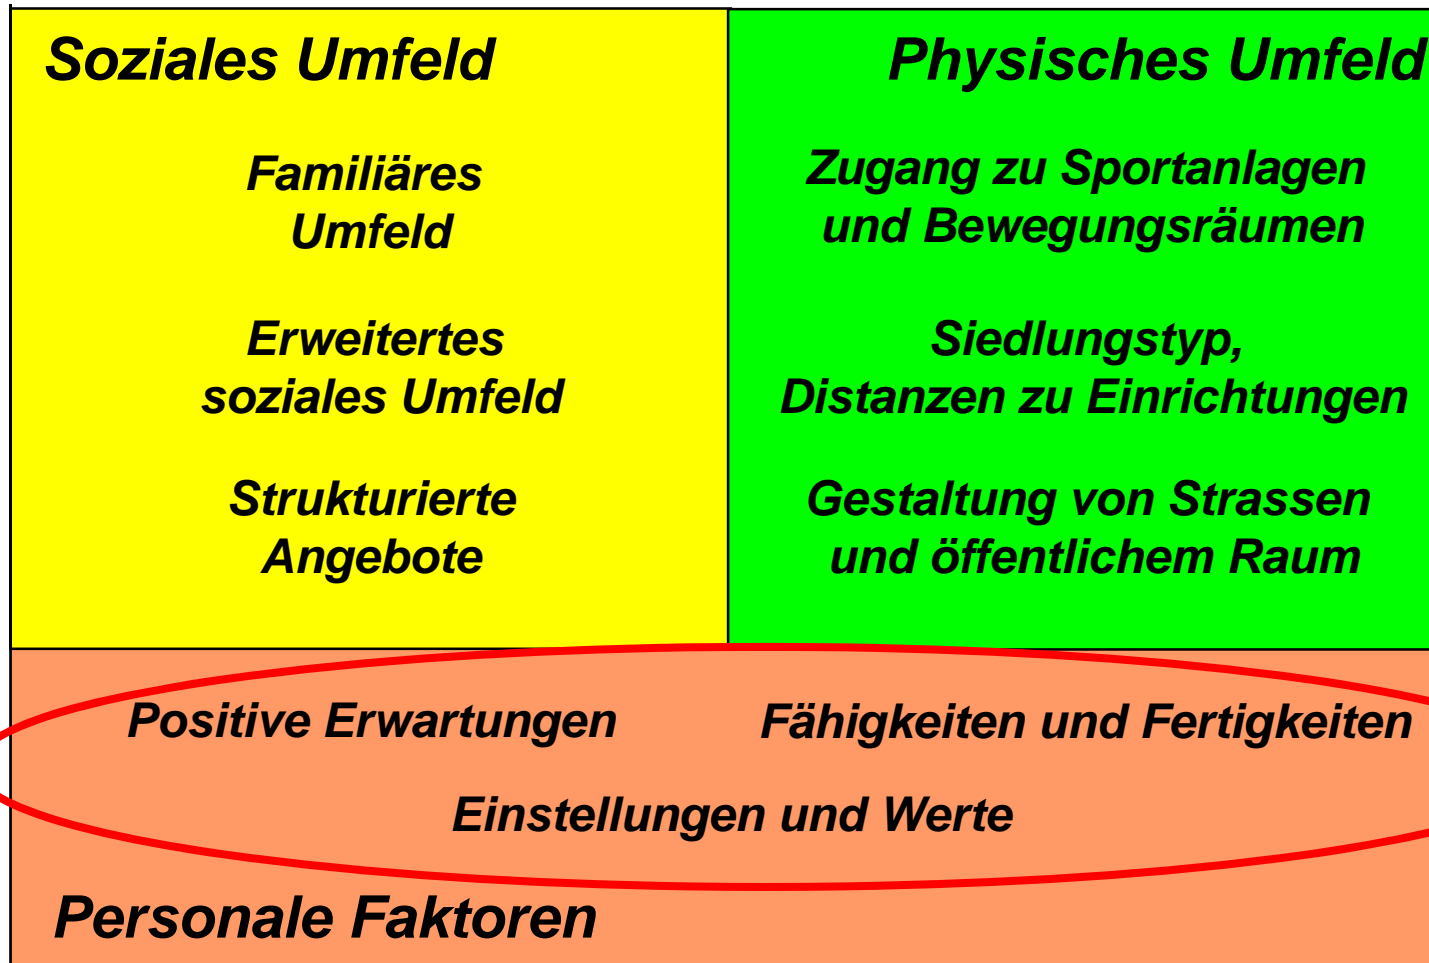 Soziales Umfeld
Familiäres
Umfeld
Erweitertes
soziales Umfeld
Strukturierte
Angebote
Physisches Umfeld
Zugang zu Sportanlagen
und Bewegungsräumen
Siedlungstyp,
Distanzen zu Einrichtungen
Gestaltung von Strassen
und öffentlichem Raum
Positive Erwartungen
Fähigkeiten und Fertigkeiten
Einstellungen und Werte
Personale Faktoren